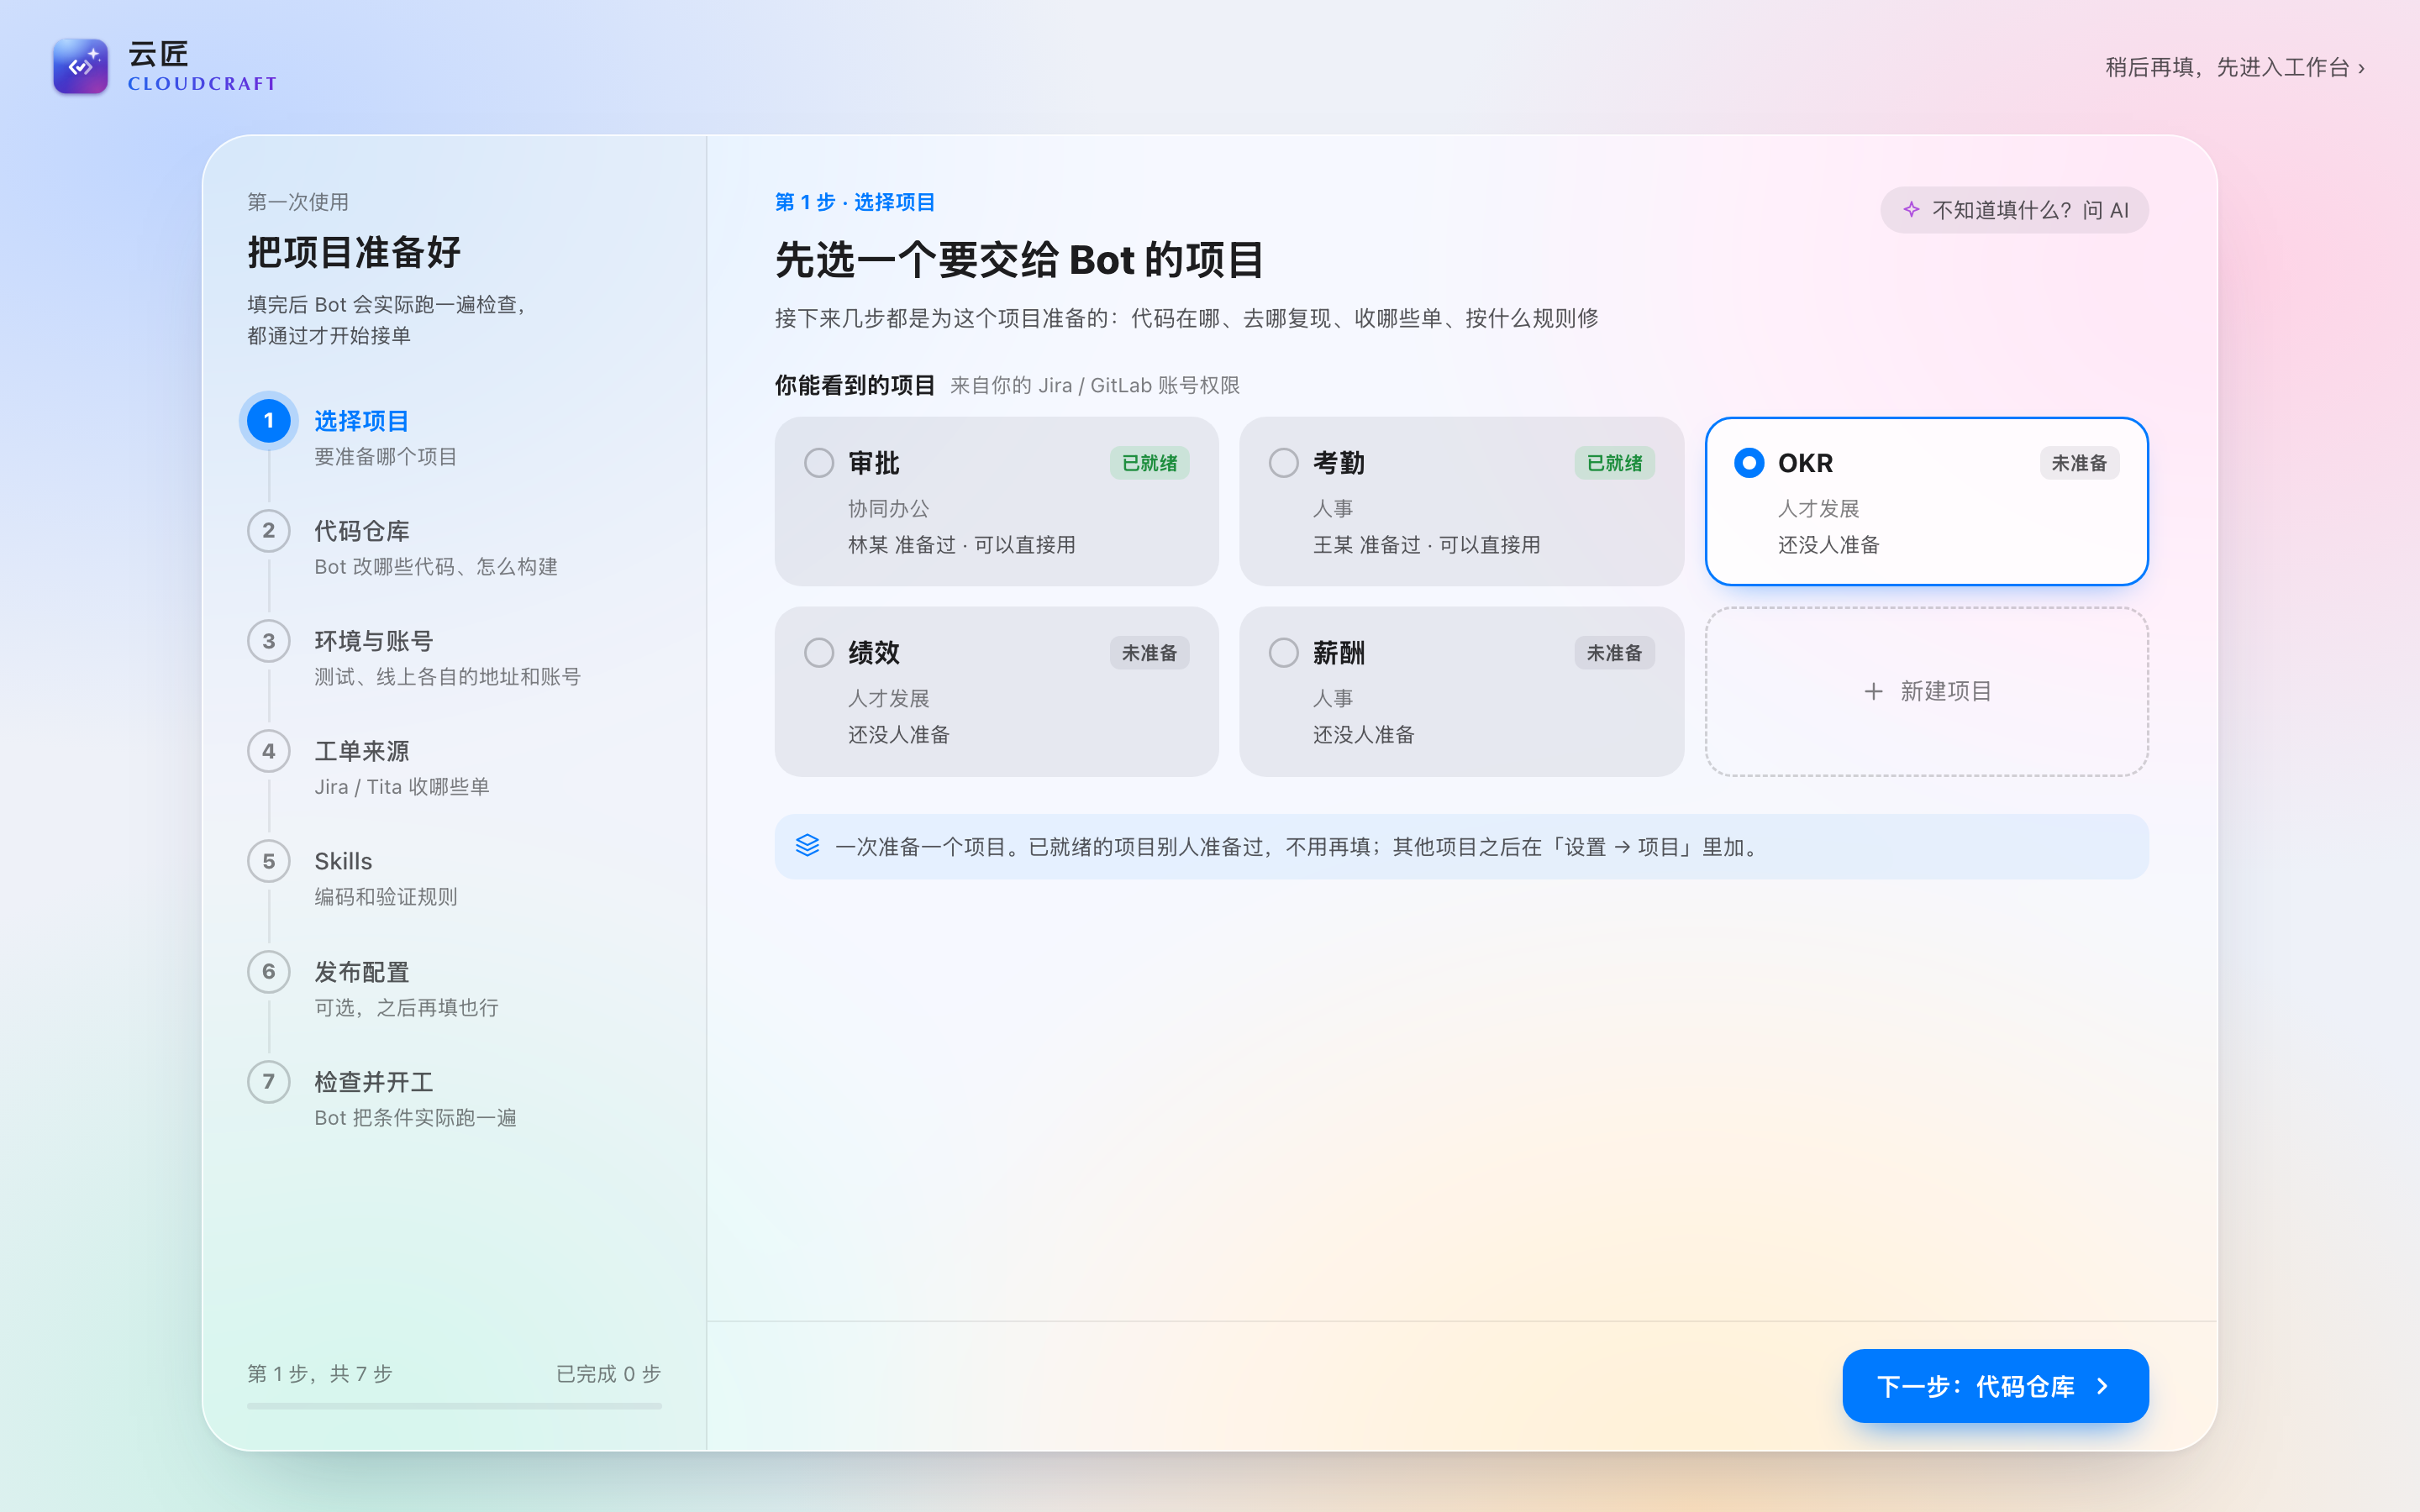 云匠
CLOUDCRAFT
稍后再填，先进入工作台 ›
第一次使用
把项目准备好
填完后 Bot 会实际跑一遍检查，
都通过才开始接单
1 选择项目
要准备哪个项目
2 代码仓库
Bot 改哪些代码、怎么构建
3 环境与账号
测试、线上各自的地址和账号
4 工单来源
Jira / Tita 收哪些单
5 Skills
编码和验证规则
6 发布配置
可选，之后再填也行
7 检查并开工
Bot 把条件实际跑一遍
第 1 步，共 7 步 已完成 0 步
第 1 步 · 选择项目
不知道填什么？问 AI
先选一个要交给 Bot 的项目
接下来几步都是为这个项目准备的：代码在哪、去哪复现、收哪些单、按什么规则修
你能看到的项目 来自你的 Jira / GitLab 账号权限
审批 已就绪
协同办公
林某 准备过 · 可以直接用
考勤 已就绪
人事
王某 准备过 · 可以直接用
OKR 未准备
人才发展
还没人准备
绩效 未准备
人才发展
还没人准备
薪酬 未准备
人事
还没人准备
+ 新建项目
一次准备一个项目。已就绪的项目别人准备过，不用再填；其他项目之后在「设置 → 项目」里加。
下一步：代码仓库 ›